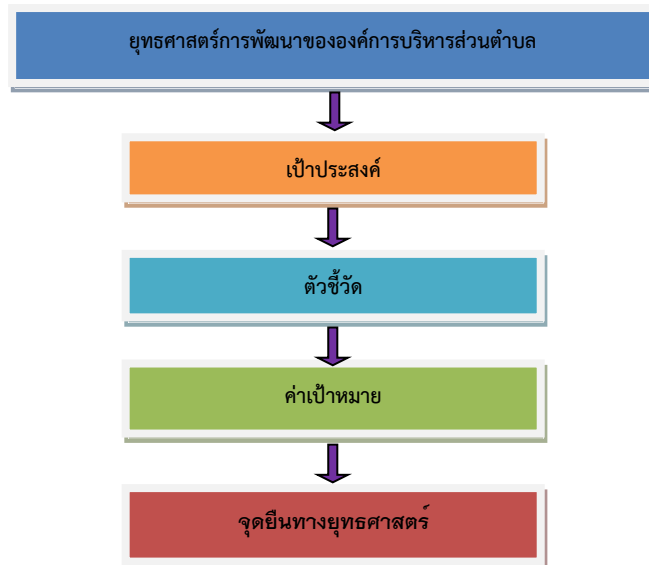 ยุทธศาสตร์การพัฒนาขององค์การบริหารส่วนตำบล
เป้าประสงค์
ตัวชี้วัด
ค่าเป้าหมาย
จุดยืนทางยุทธศาสตร์